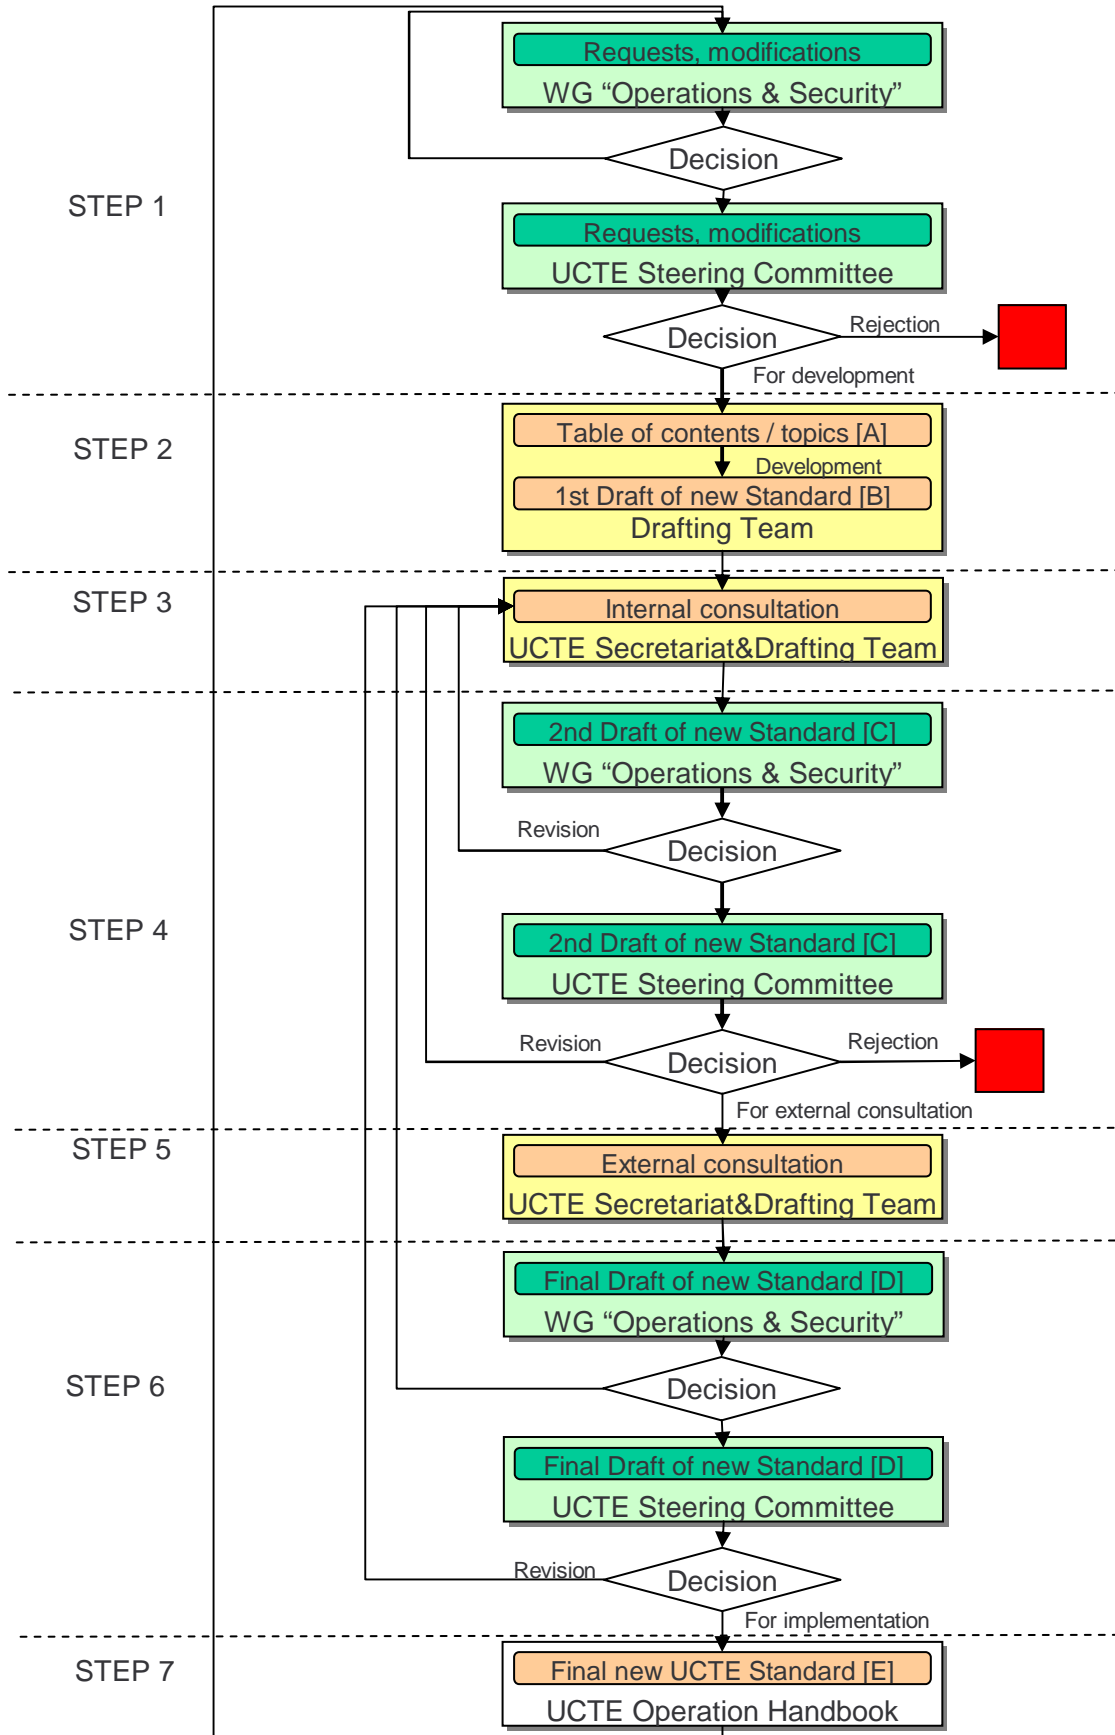 Requests, modifications
WG “Operations & Security”
Decision
STEP 1
Requests, modifications
UCTE Steering Committee
Decision
Rejection
For development
STEP 2
Table of contents / topics [A]
Development
1st Draft of new Standard [B]
Drafting Team
STEP 3
Internal consultation
UCTE Secretariat&Drafting Team
2nd Draft of new Standard [C]
WG “Operations & Security”
Revision
Decision
STEP 4
2nd Draft of new Standard [C]
UCTE Steering Committee
Revision
Decision
Rejection
For external consultation
STEP 5
External consultation
UCTE Secretariat&Drafting Team
Final Draft of new Standard [D]
WG “Operations & Security”
STEP 6
Decision
Final Draft of new Standard [D]
UCTE Steering Committee
Revision
Decision
For implementation
STEP 7
Final new UCTE Standard [E]
UCTE Operation Handbook